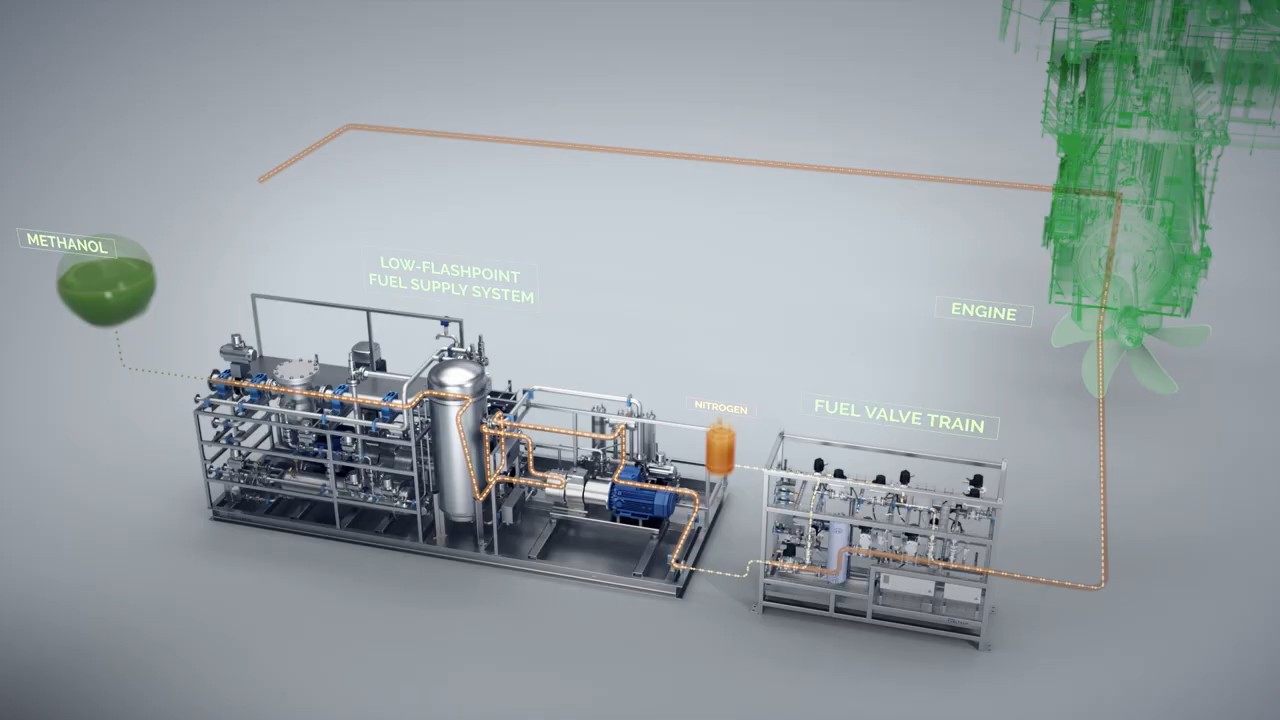 METHANOL
LOW-FLASHPOINT
FUEL SUPPLY SYSTEM
ENGINE
NITROGEN
FUEL VALVE TRAIN